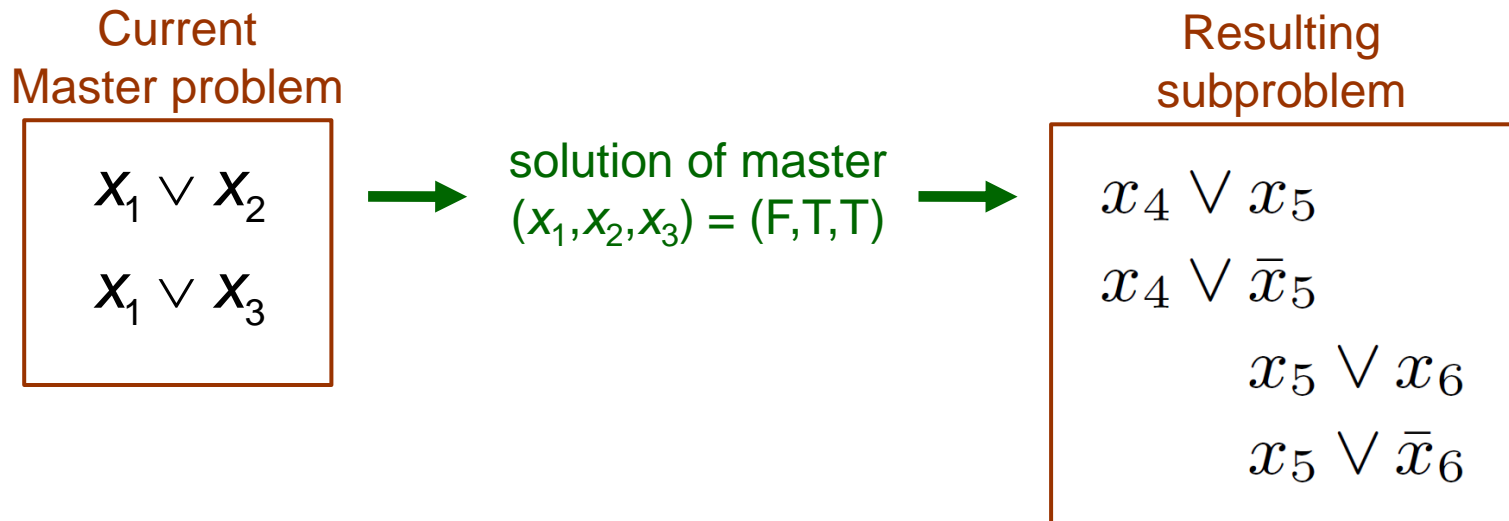 Current
Master problem
x₁ ∨ x₂
x₁ ∨ x₃
solution of master
(x₁,x₂,x₃) = (F,T,T)
Resulting
subproblem
x₄ ∨ x₅
x₄ ∨ x̄₅
x₅ ∨ x₆
x₅ ∨ x̄₆